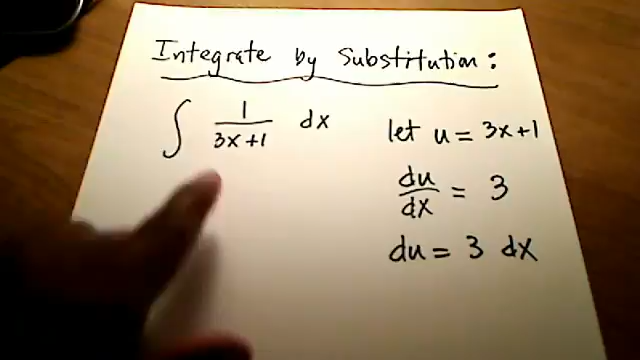 Integrate by Substitution:
∫ 1/(3x+1) dx
let u = 3x+1
du/dx = 3
du = 3 dx